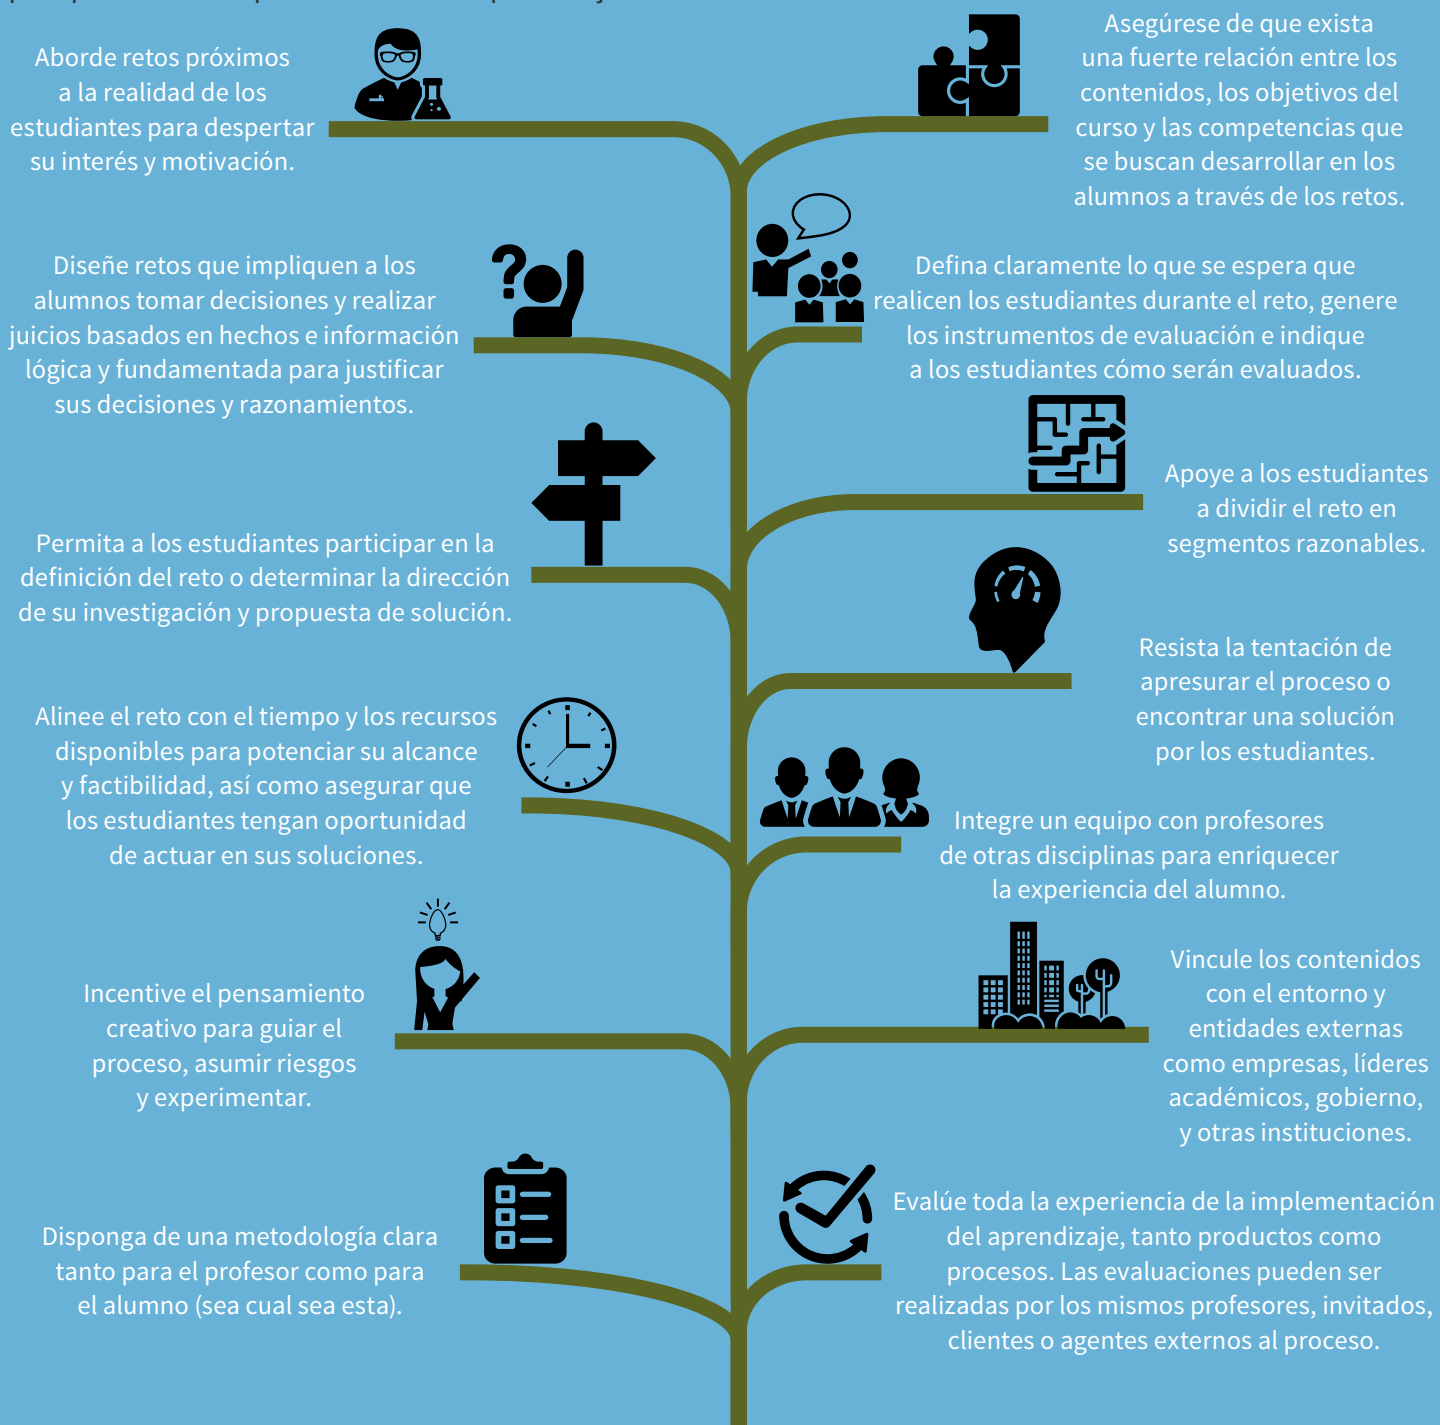 Aborde retos próximos
a la realidad de los
estudiantes para despertar
su interés y motivación.
Asegúrese de que exista
una fuerte relación entre los
contenidos, los objetivos del
curso y las competencias que
se buscan desarrollar en los
alumnos a través de los retos.
Diseñe retos que impliquen a los
alumnos tomar decisiones y realizar
juicios basados en hechos e información
lógica y fundamentada para justificar
sus decisiones y razonamientos.
Defina claramente lo que se espera que
realicen los estudiantes durante el reto, genere
los instrumentos de evaluación e indique
a los estudiantes cómo serán evaluados.
Permita a los estudiantes participar en la
definición del reto o determinar la dirección
de su investigación y propuesta de solución.
Apoye a los estudiantes
a dividir el reto en
segmentos razonables.
Resista la tentación de
apresurar el proceso o
encontrar una solución
por los estudiantes.
Alinee el reto con el tiempo y los recursos
disponibles para potenciar su alcance
y factibilidad, así como asegurar que
los estudiantes tengan oportunidad
de actuar en sus soluciones.
Integre un equipo con profesores
de otras disciplinas para enriquecer
la experiencia del alumno.
Incentive el pensamiento
creativo para guiar el
proceso, asumir riesgos
y experimentar.
Vincule los contenidos
con el entorno y
entidades externas
como empresas, líderes
académicos, gobierno,
y otras instituciones.
Disponga de una metodología clara
tanto para el profesor como para
el alumno (sea cual sea esta).
Evalúe toda la experiencia de la implementación
del aprendizaje, tanto productos como
procesos. Las evaluaciones pueden ser
realizadas por los mismos profesores, invitados,
clientes o agentes externos al proceso.